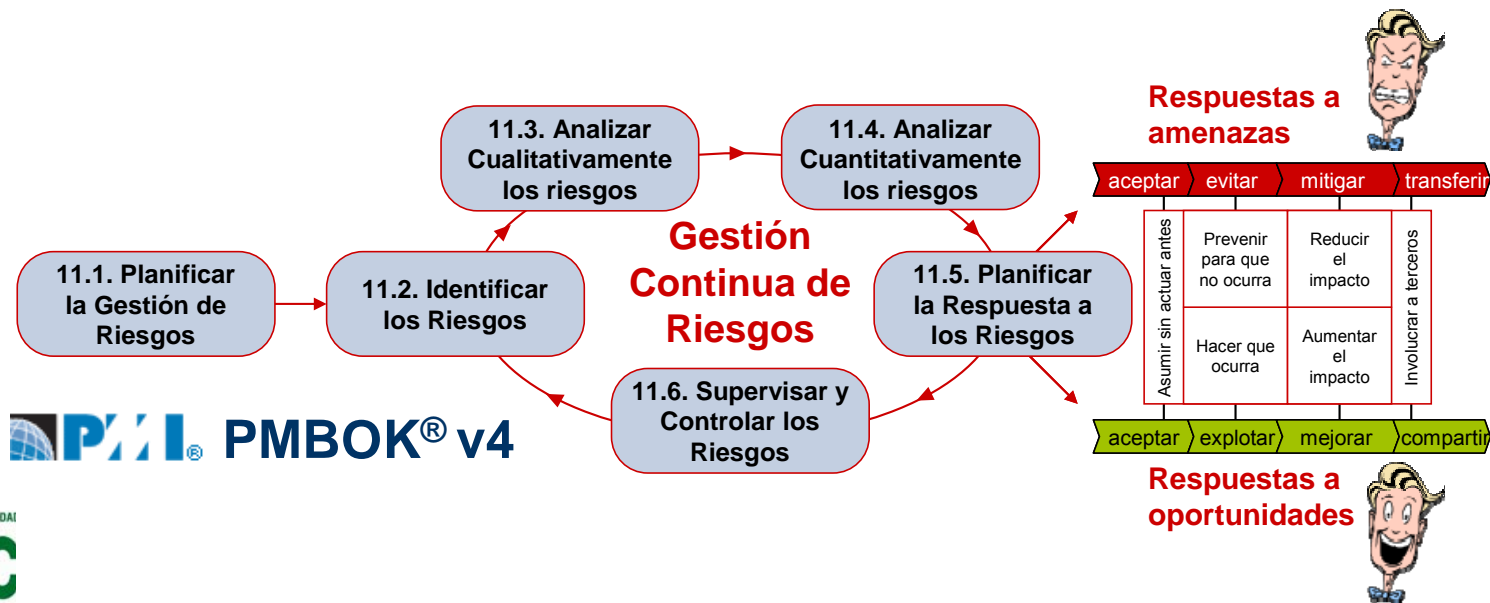 11.1. Planificar
la Gestión de
Riesgos
11.2. Identificar
los Riesgos
11.3. Analizar
Cualitativamente
los riesgos
11.4. Analizar
Cuantitativamente
los riesgos
Gestión
Continua de
Riesgos
11.5. Planificar
la Respuesta a
los Riesgos
11.6. Supervisar y
Controlar los
Riesgos
PMI® PMBOK® v4
Respuestas a
amenazas
aceptar evitar mitigar transferir
Asumir sin actuar antes
Prevenir
para que
no ocurra
Reducir
el
impacto
Hacer que
ocurra
Aumentar
el
impacto
Involucrar a terceros
aceptar explotar mejorar compartir
Respuestas a
oportunidades